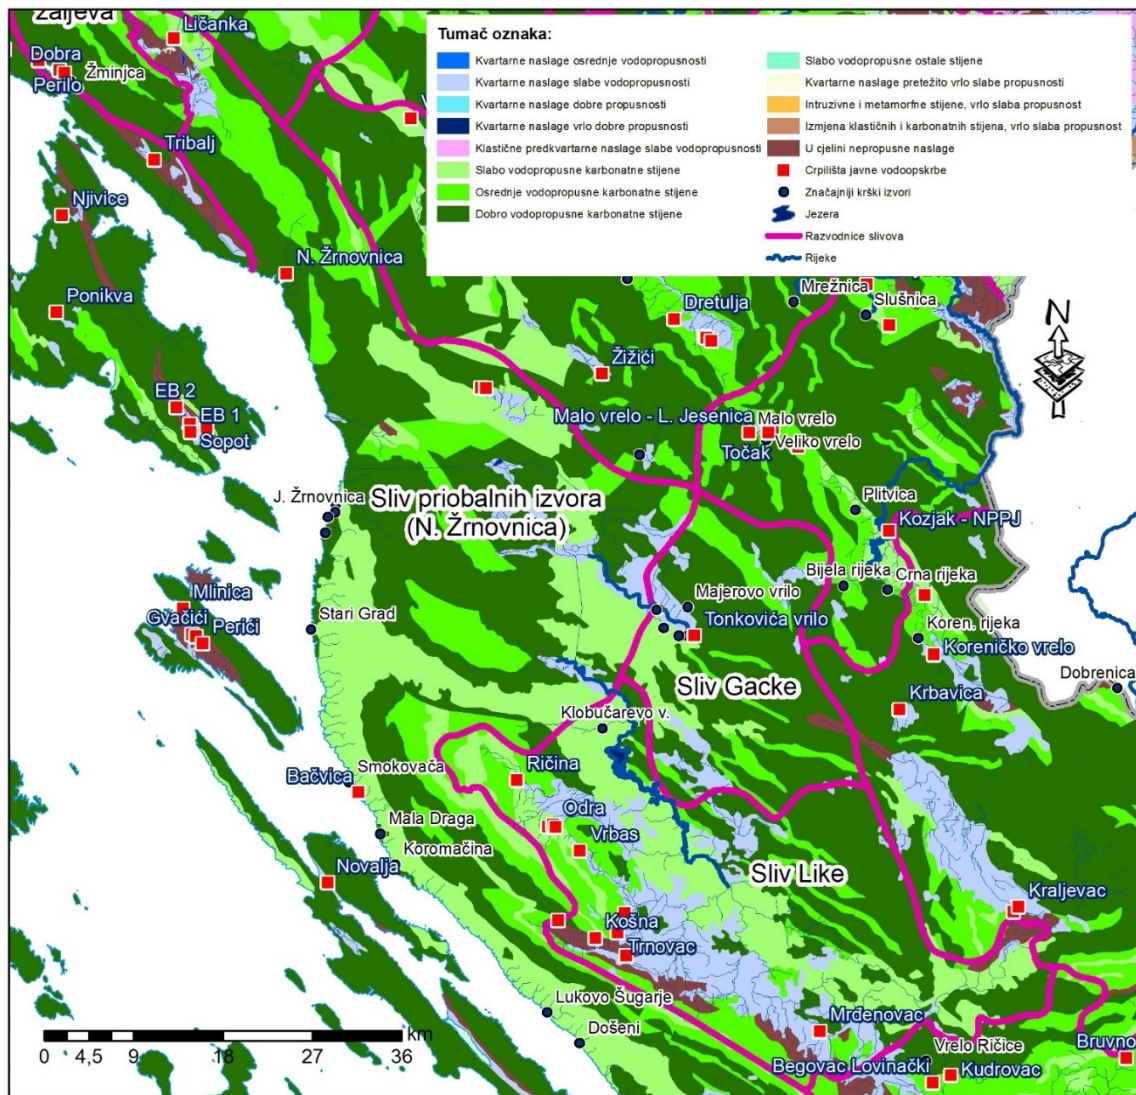 Zaljeva
Ličanka
Dobra
Žminjca
Perilo
Tribalj
Njivice
N. Žrnovnica
Ponikva
Tumač oznaka:
Kvartarne naslage osrednje vodopropusnosti
Kvartarne naslage slabe vodopropusnosti
Kvartarne naslage dobre propusnosti
Kvartarne naslage vrlo dobre propusnosti
Klastične predkvartarne naslage slabe vodopropusnosti
Slabo vodopropusne karbonatne stijene
Osrednje vodopropusne karbonatne stijene
Dobro vodopropusne karbonatne stijene
Slabo vodopropusne ostale stijene
Kvartarne naslage pretežito vrlo slabe propusnosti
Intruzivne i metamorfne stijene, vrlo slaba propusnost
Izmjena klastičnih i karbonatnih stijena, vrlo slaba propusnost
U cjelini nepropusne naslage
Crpilišta javne vodoopskrbe
Značajniji krški izvori
Jezera
Razvodnice slivova
Rijeke
Mrežnica
Dretulja
Slušnica
N
Žižići
EB 2
EB 1
Sopot
Malo vrelo - L. Jesenica
Malo vrelo
Veliko vrelo
Točak
J. Žrnovnica
Sliv priobalnih izvora
(N. Žrnovnica)
Plitvica
Kozjak - NPPJ
Bijela rijeka
Crna rijeka
Mlinica
Gvačići
Perići
Stari Grad
Majerovo vrilo
Tonkovića vrilo
Koren. rijeka
Koreničko vrelo
Dobrenica
Sliv Gacke
Krbavica
Klobučarevo v.
Smokovača
Bačvica
Ričina
Mala Draga
Odra
Koromačina
Vrbas
Novalja
Sliv Like
Kraljevac
Košna
Trnovac
Lukovo Šugarje
Došeni
Mrđenovac
Vrelo Ričice
Bruvno
Begovac Lovinački
Kudrovac
km
0 4,5 9 18 27 36